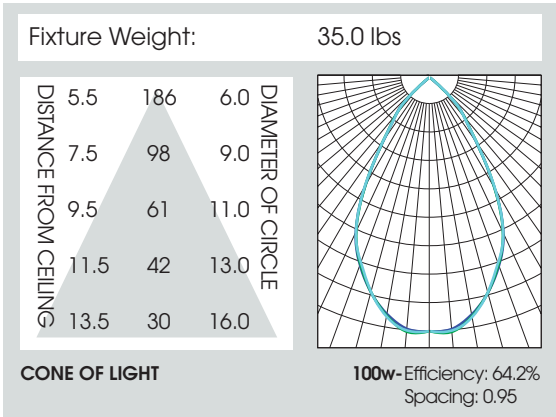 Fixture Weight: 35.0 lbs
DISTANCE FROM CEILING
DIAMETER OF CIRCLE
5.5 186 6.0
7.5 98 9.0
9.5 61 11.0
11.5 42 13.0
13.5 30 16.0
CONE OF LIGHT
100w- Efficiency: 64.2%
Spacing: 0.95